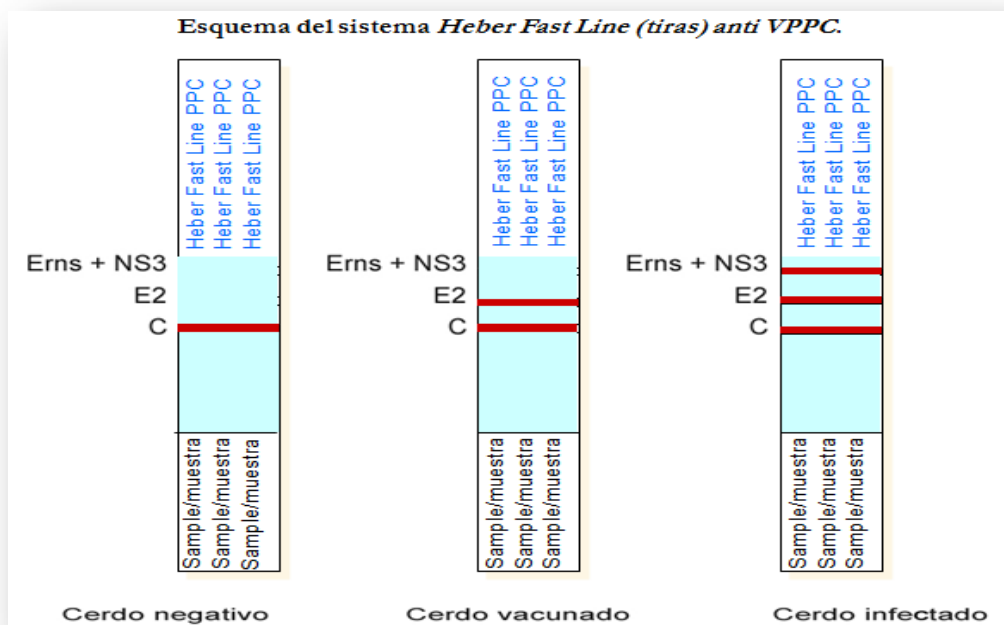 Esquema del sistema Heber Fast Line (tiras) anti VPPC.
Heber Fast Line PPC
Heber Fast Line PPC
Heber Fast Line PPC
Erns + NS3
E2
C
Sample/muestra
Sample/muestra
Sample/muestra
Cerdo negativo
Heber Fast Line PPC
Heber Fast Line PPC
Heber Fast Line PPC
Erns + NS3
E2
C
Sample/muestra
Sample/muestra
Sample/muestra
Cerdo vacunado
Heber Fast Line PPC
Heber Fast Line PPC
Heber Fast Line PPC
Erns + NS3
E2
C
Sample/muestra
Sample/muestra
Sample/muestra
Cerdo infectado